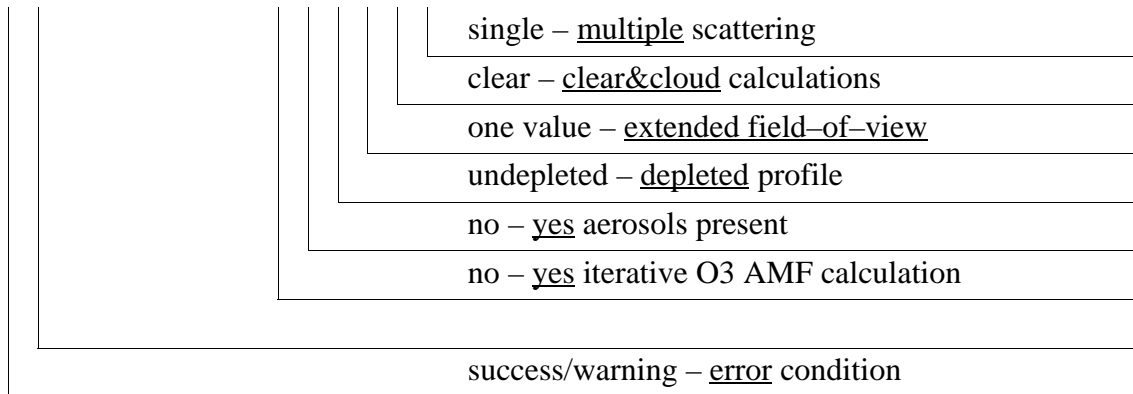 single – multiple scattering
clear – clear&cloud calculations
one value – extended field–of–view
undepleted – depleted profile
no – yes aerosols present
no – yes iterative O3 AMF calculation
success/warning – error condition